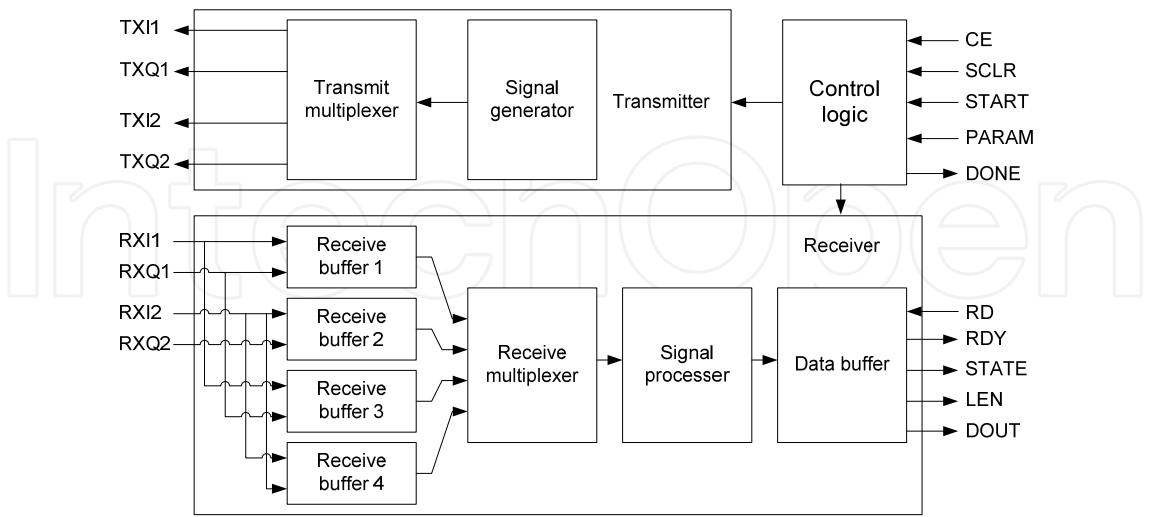 TXI1
TXQ1
TXI2
TXQ2
Transmit
multiplexer
Signal
generator
Transmitter
Control
logic
CE
SCLR
START
PARAM
DONE
Receiver
RXI1
RXQ1
RXI2
RXQ2
Receive
buffer 1
Receive
buffer 2
Receive
buffer 3
Receive
buffer 4
Receive
multiplexer
Signal
processer
Data buffer
RD
RDY
STATE
LEN
DOUT
IntechOpen